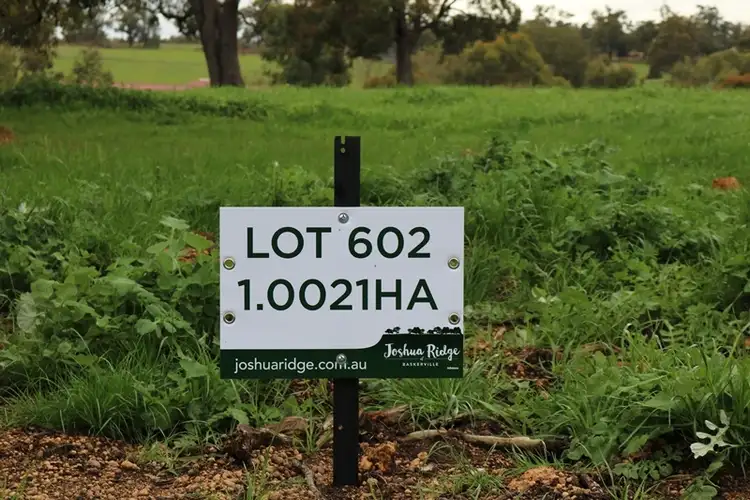 LOT 602
1.0021HA
joshuaridge.com.au
Joshua Ridge
BASKERVILLE